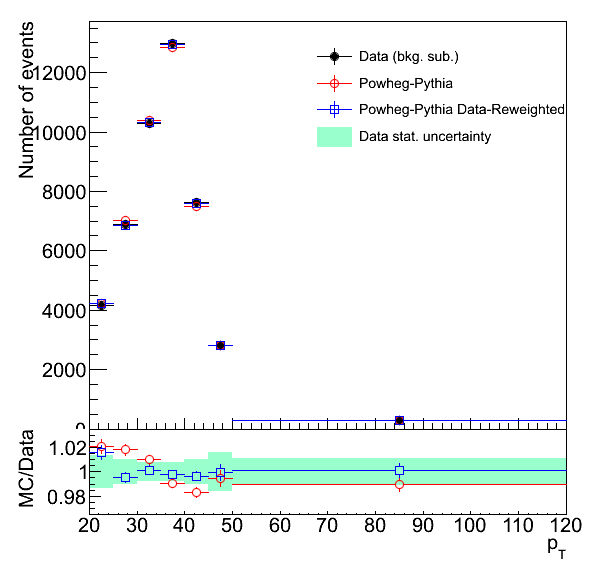 Number of events
12000
10000
8000
6000
4000
2000
0
Data (bkg. sub.)
Powheg-Pythia
Powheg-Pythia Data-Reweighted
Data stat. uncertainty
MC/Data
1.02
1
0.98
20 30 40 50 60 70 80 90 100 110 120
pT